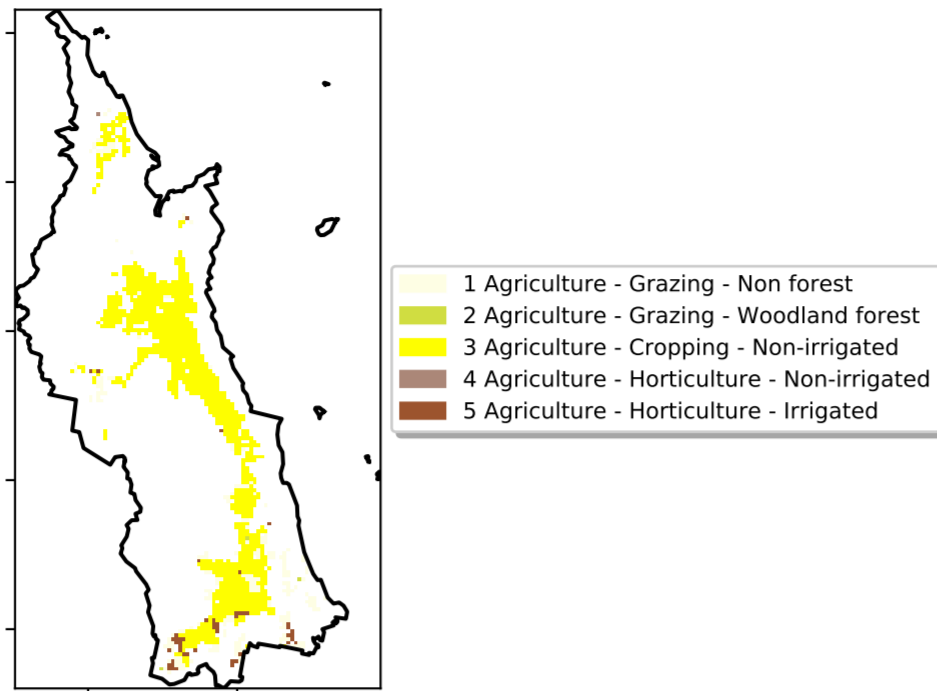 1 Agriculture - Grazing - Non forest
2 Agriculture - Grazing - Woodland forest
3 Agriculture - Cropping - Non-irrigated
4 Agriculture - Horticulture - Non-irrigated
5 Agriculture - Horticulture - Irrigated